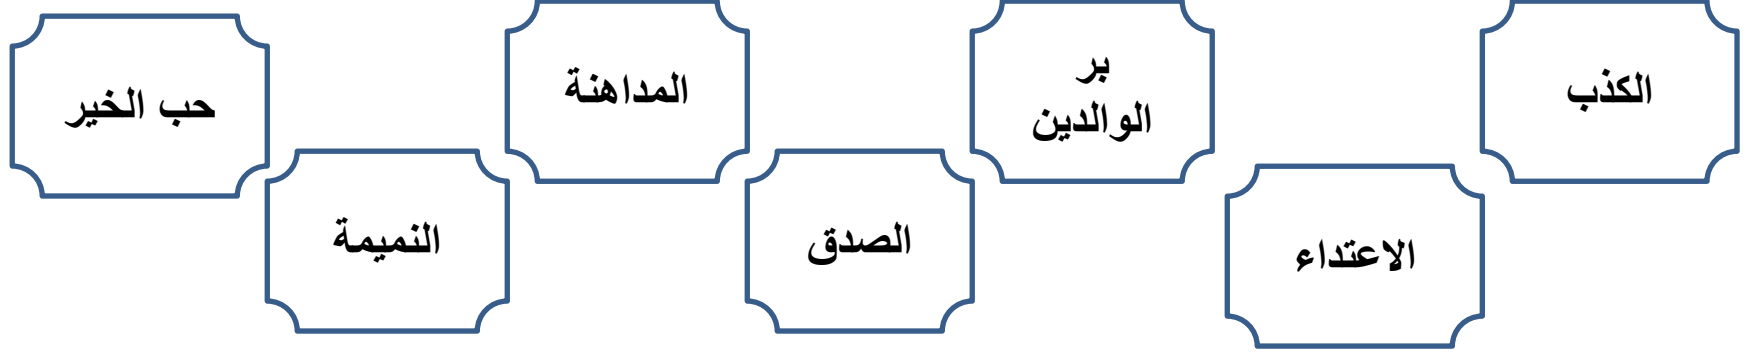 الكذب
الاعتداء
بر
الوالدين
الصدق
المداهنة
النميمة
حب الخير